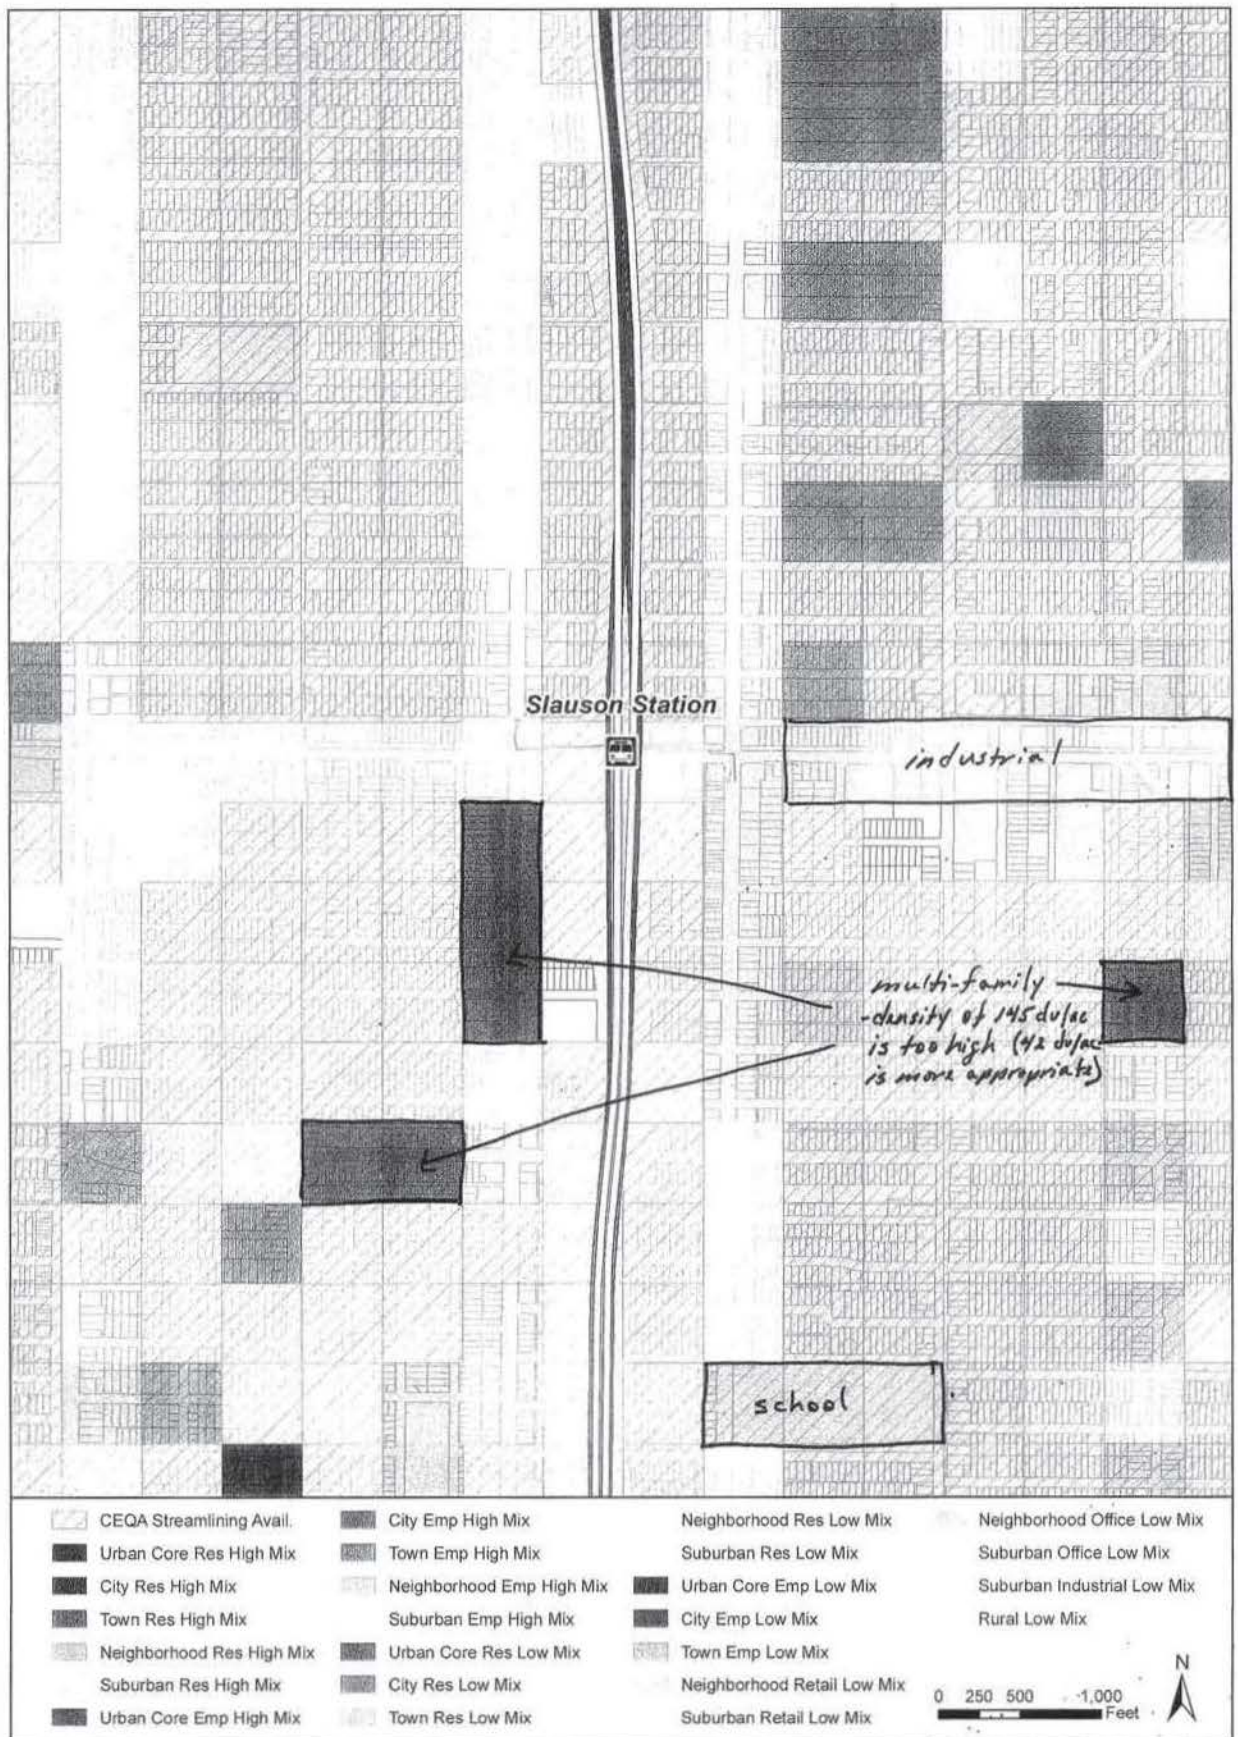 Slauson Station
industrial
multi-family
-density of 145 du/ac
is too high (42 du/ac
is more appropriate)
school
CEQA Streamlining Avail.
Urban Core Res High Mix
City Res High Mix
Town Res High Mix
Neighborhood Res High Mix
Suburban Res High Mix
Urban Core Emp High Mix
City Emp High Mix
Town Emp High Mix
Neighborhood Emp High Mix
Suburban Emp High Mix
Urban Core Res Low Mix
City Res Low Mix
Town Res Low Mix
Neighborhood Res Low Mix
Suburban Res Low Mix
Urban Core Emp Low Mix
City Emp Low Mix
Town Emp Low Mix
Neighborhood Retail Low Mix
Suburban Retail Low Mix
Neighborhood Office Low Mix
Suburban Office Low Mix
Suburban Industrial Low Mix
Rural Low Mix
N
0 250 500 1,000
Feet